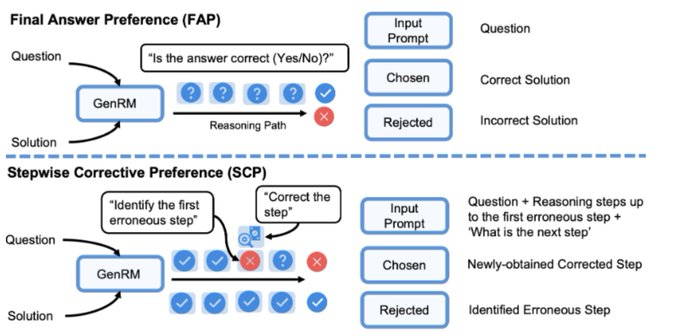 Final Answer Preference (FAP)
Question
"Is the answer correct (Yes/No)?"
GenRM
? ? ? ?
Reasoning Path
Solution
Input
Prompt
Question
Chosen
Correct Solution
Rejected
Incorrect Solution
Stepwise Corrective Preference (SCP)
"Identify the first
erroneous step"
"Correct the
step"
Question
GenRM
?
Solution
Input
Prompt
Question + Reasoning steps up
to the first erroneous step +
'What is the next step'
Chosen
Newly-obtained Corrected Step
Rejected
Identified Erroneous Step